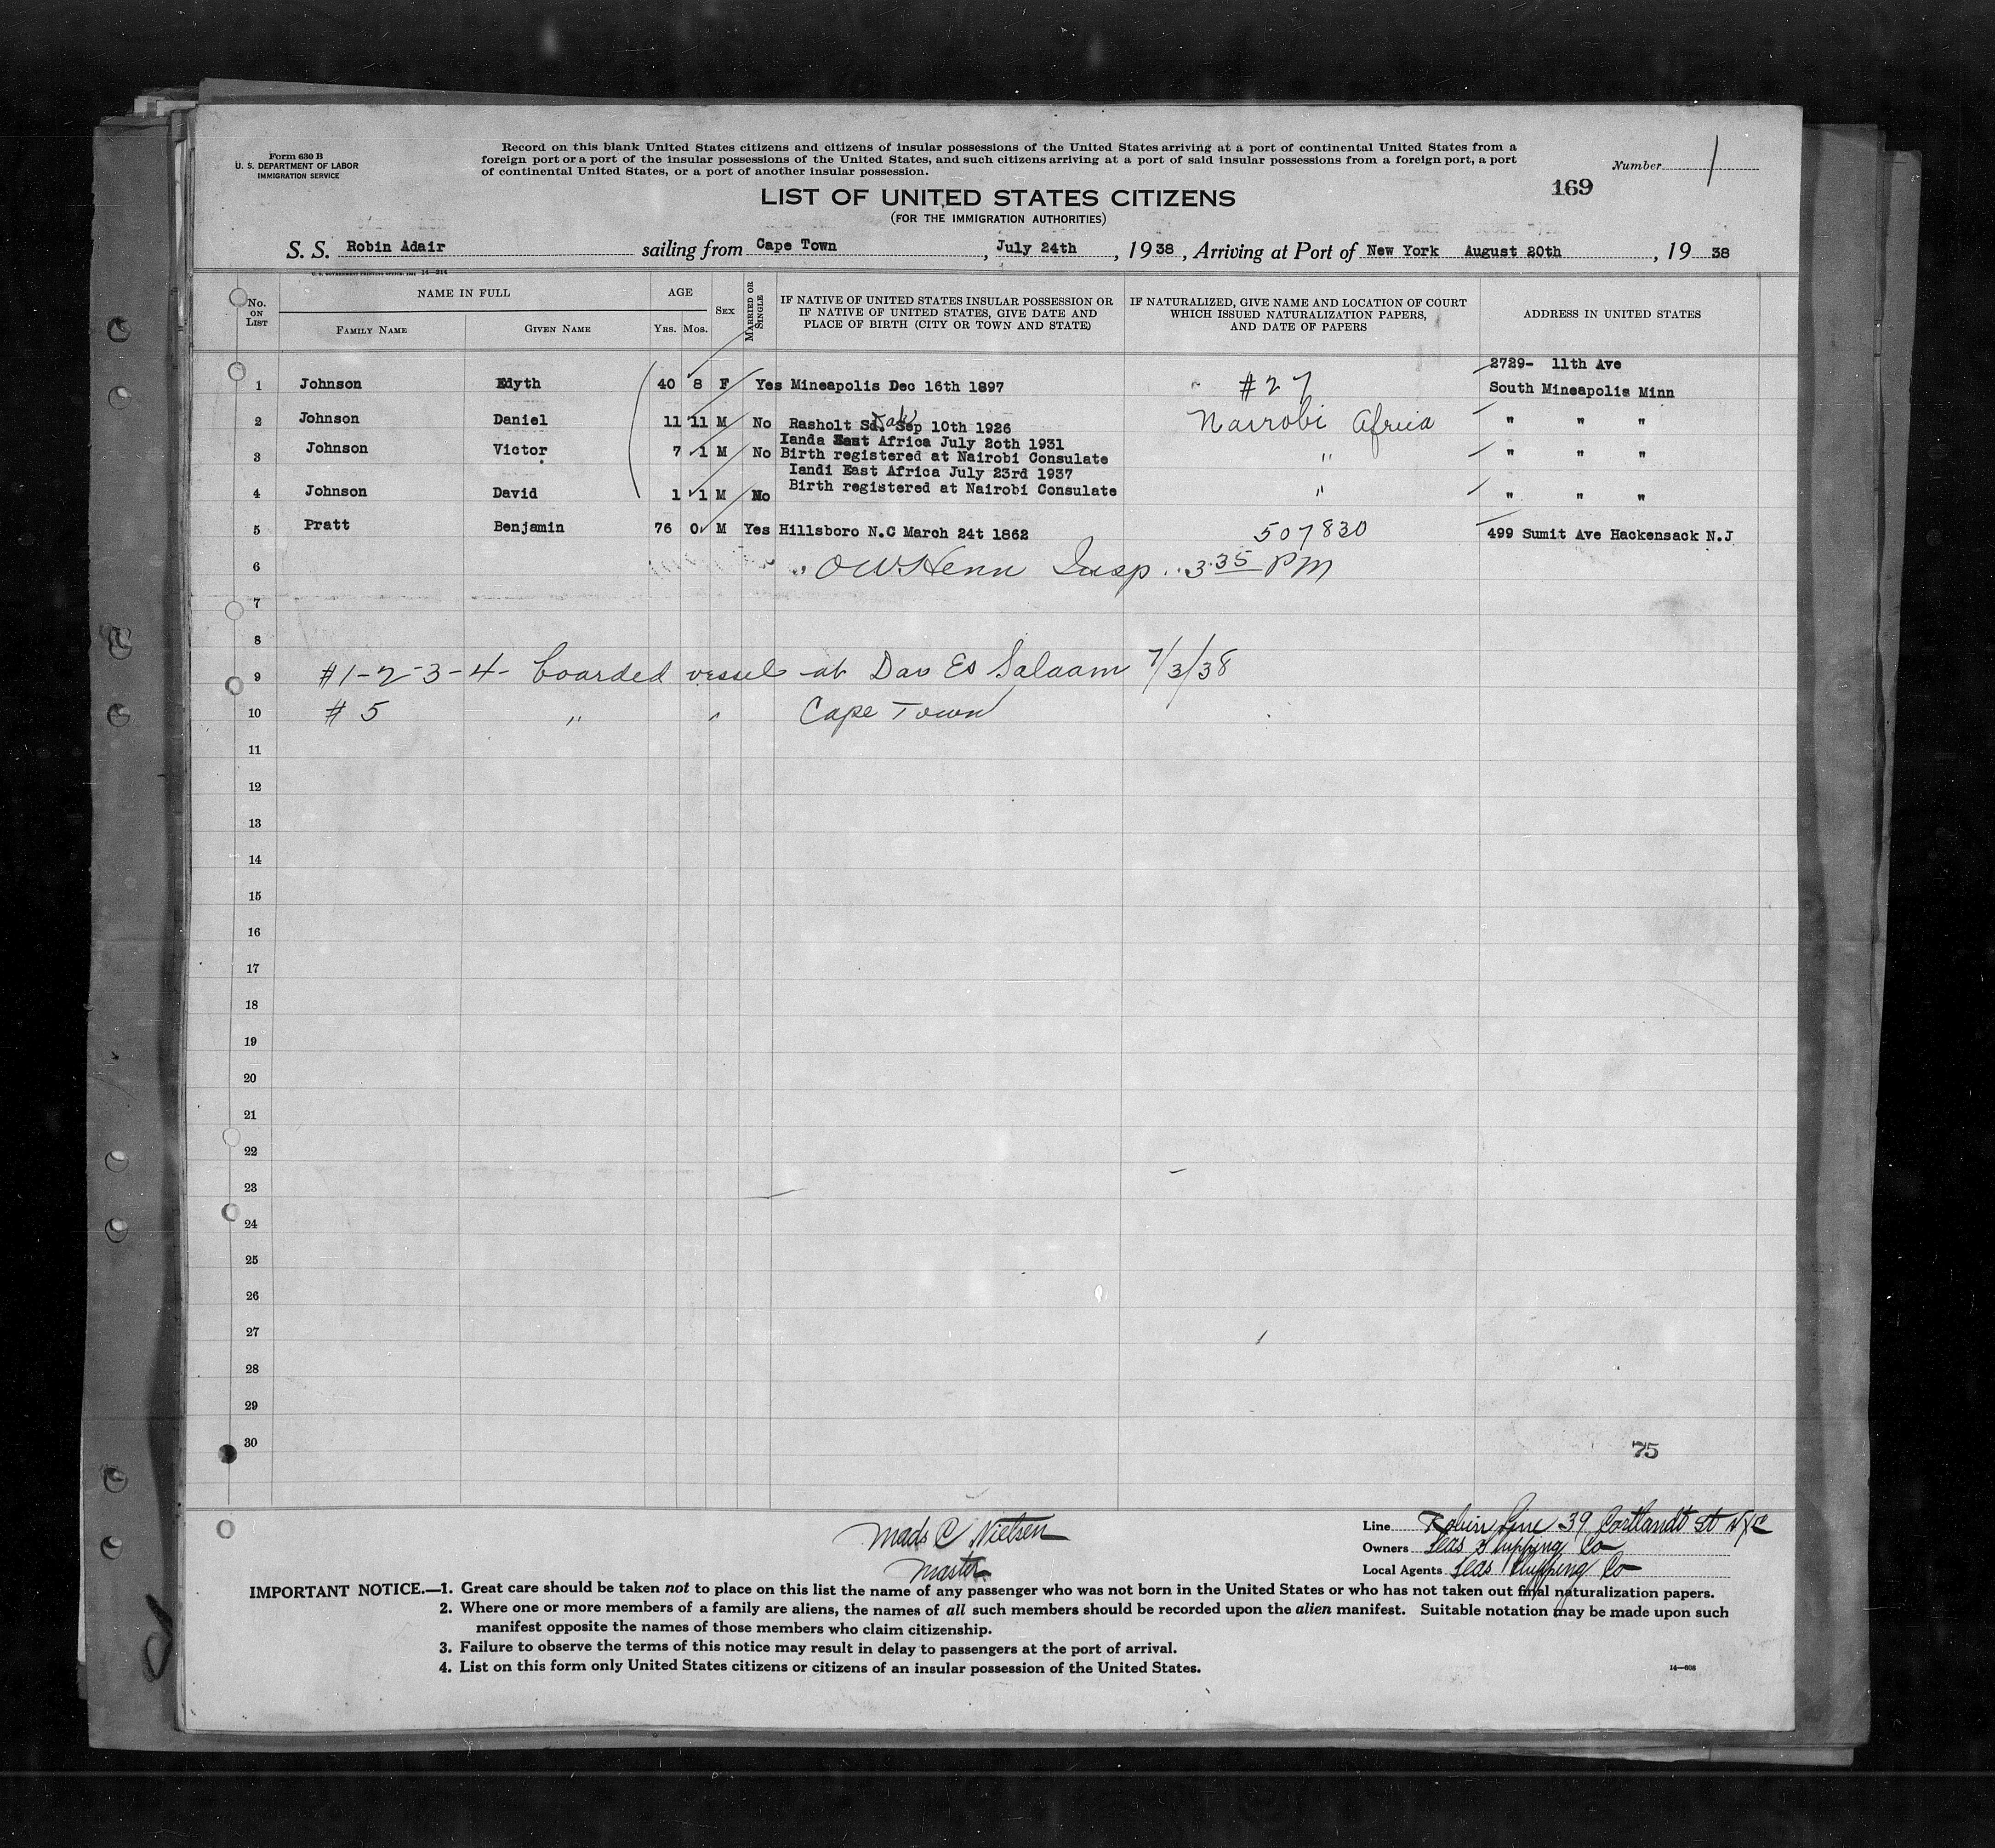 Form 630 B
U. S. DEPARTMENT OF LABOR
IMMIGRATION SERVICE
Record on this blank United States citizens and citizens of insular possessions of the United States arriving at a port of continental United States from a
foreign port or a port of the insular possessions of the United States, and such citizens arriving at a port of said insular possessions from a foreign port, a port
of continental United States, or a port of another insular possession.
Number 1
169
LIST OF UNITED STATES CITIZENS
(FOR THE IMMIGRATION AUTHORITIES)
S. S. Robin Adair sailing from Cape Town, July 24th, 1938, Arriving at Port of New York August 20th, 1938
U. S. GOVERNMENT PRINTING OFFICE 14—214
No. ON LIST NAME IN FULL FAMILY NAME GIVEN NAME AGE YRS. MOS. SEX MARRIED OR SINGLE IF NATIVE OF UNITED STATES INSULAR POSSESSION OR IF NATIVE OF UNITED STATES, GIVE DATE AND PLACE OF BIRTH (CITY OR TOWN AND STATE) IF NATURALIZED, GIVE NAME AND LOCATION OF COURT WHICH ISSUED NATURALIZATION PAPERS, AND DATE OF PAPERS ADDRESS IN UNITED STATES
2729- 11th Ave
1 Johnson Edyth 40 8 F Yes Mineapolis Dec 16th 1897 #27 South Mineapolis Minn
2 Johnson Daniel 11 11 M No Rasholt Sd. Dak Sep 10th 1926 Nairobi Africa " " "
Ianda East Africa July 20th 1931
3 Johnson Victor 7 1 M No Birth registered at Nairobi Consulate " " " "
Iandi East Africa July 23rd 1937
4 Johnson David 1 1 M No Birth registered at Nairobi Consulate " " " "
5 Pratt Benjamin 76 0 M Yes Hillsboro N.C March 24t 1862 507830 499 Sumit Ave Hackensack N.J
6 OWHenn Insp. 3 35 PM
7
8
9 #1-2-3-4- boarded vessel at Dar Es Salaam 7/3/38
10 #5 " " Cape Town
11
12
13
14
15
16
17
18
19
20
21
22
23
24
25
26
27
28
29
30
75
Mads C Nielsen
Master
Line Robin Line 39 Cortlandt St NYC
Owners Seas Shipping Co
Local Agents Seas Shipping Co
IMPORTANT NOTICE.—1. Great care should be taken not to place on this list the name of any passenger who was not born in the United States or who has not taken out final naturalization papers.
2. Where one or more members of a family are aliens, the names of all such members should be recorded upon the alien manifest. Suitable notation may be made upon such
manifest opposite the names of those members who claim citizenship.
3. Failure to observe the terms of this notice may result in delay to passengers at the port of arrival.
4. List on this form only United States citizens or citizens of an insular possession of the United States.
14—608